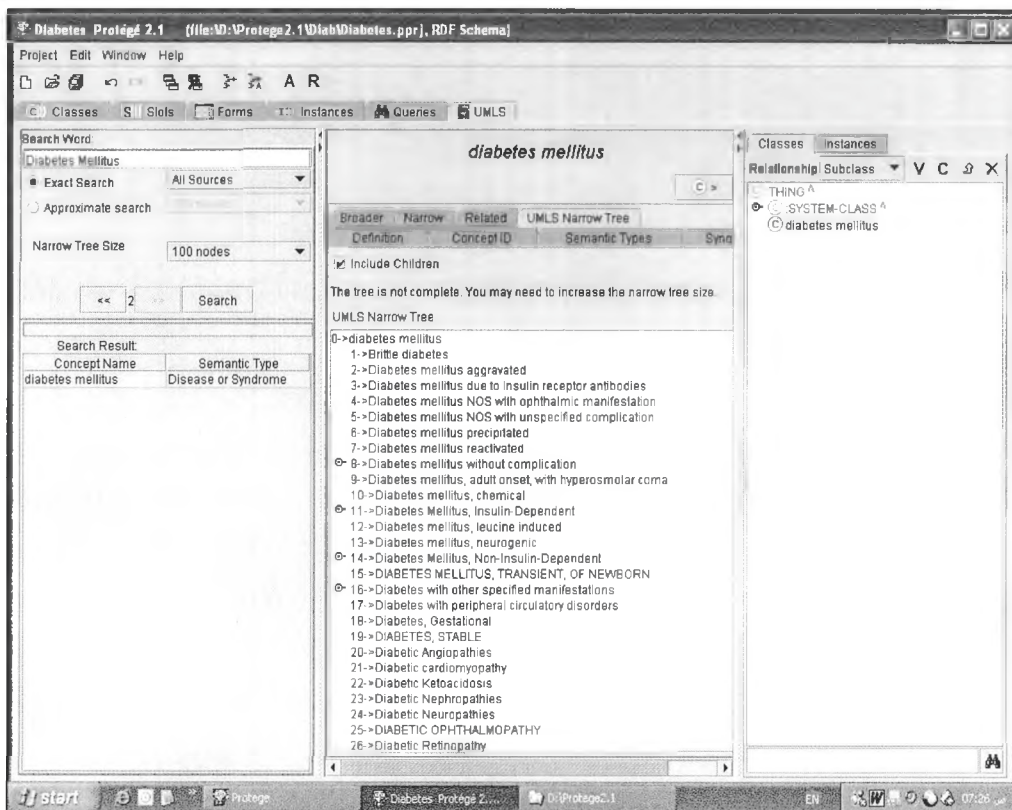 Diabetes Protégé 2.1 (file:\D:\Protege2.1\Diab\Diabetes.ppr), RDF Schema)
Project Edit Window Help
A R
C Classes S Slots Forms Instances Queries UMLS
Search Word:
Diabetes Mellitus
Exact Search All Sources
Approximate search
Narrow Tree Size 100 nodes
<< 2 >> Search
Search Result:
Concept Name Semantic Type
diabetes mellitus Disease or Syndrome
diabetes mellitus
C »
Broader Narrow Related UMLS Narrow Tree
Definition Concept ID Semantic Types Syno
Include Children
The tree is not complete. You may need to increase the narrow tree size.
UMLS Narrow Tree
0->diabetes mellitus
1->Brittle diabetes
2->Diabetes mellitus aggravated
3->Diabetes mellitus due to insulin receptor antibodies
4->Diabetes mellitus NOS with ophthalmic manifestation
5->Diabetes mellitus NOS with unspecified complication
6->Diabetes mellitus precipitated
7->Diabetes mellitus reactivated
8->Diabetes mellitus without complication
9->Diabetes mellitus, adult onset, with hyperosmolar coma
10->Diabetes mellitus, chemical
11->Diabetes Mellitus, Insulin-Dependent
12->Diabetes mellitus, leucine induced
13->Diabetes mellitus, neurogenic
14->Diabetes Mellitus, Non-Insulin-Dependent
15->DIABETES MELLITUS, TRANSIENT, OF NEWBORN
16->Diabetes with other specified manifestations
17->Diabetes with peripheral circulatory disorders
18->Diabetes, Gestational
19->DIABETES, STABLE
20->Diabetic Angiopathies
21->Diabetic cardiomyopathy
22->Diabetic Ketoacidosis
23->Diabetic Nephropathies
24->Diabetic Neuropathies
25->DIABETIC OPHTHALMOPATHY
26->Diabetic Retinopathy
Classes Instances
Relationship Subclass V C X
THING A
C :SYSTEM-CLASS A
C diabetes mellitus
start Protege Diabetes Protégé 2.... D:\Protege2.1 EN 07:26